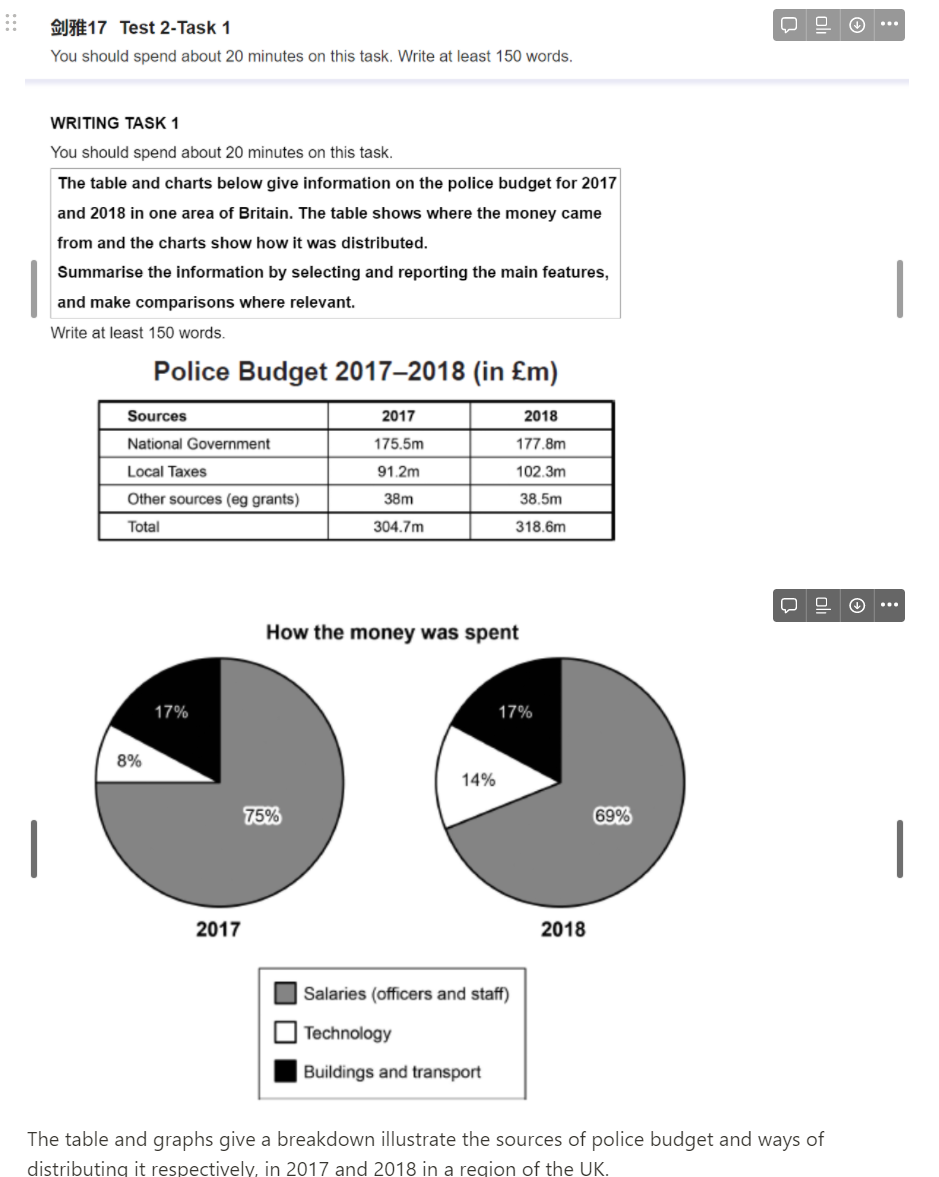 剑雅17 Test 2-Task 1
You should spend about 20 minutes on this task. Write at least 150 words.
WRITING TASK 1
You should spend about 20 minutes on this task.
The table and charts below give information on the police budget for 2017
and 2018 in one area of Britain. The table shows where the money came
from and the charts show how it was distributed.
Summarise the information by selecting and reporting the main features,
and make comparisons where relevant.
Write at least 150 words.
Police Budget 2017–2018 (in £m)
Sources 2017 2018
National Government 175.5m 177.8m
Local Taxes 91.2m 102.3m
Other sources (eg grants) 38m 38.5m
Total 304.7m 318.6m
How the money was spent
17% 17%
8% 14%
75% 69%
2017 2018
Salaries (officers and staff)
Technology
Buildings and transport
The table and graphs give a breakdown illustrate the sources of police budget and ways of
distributing it respectively, in 2017 and 2018 in a region of the UK.